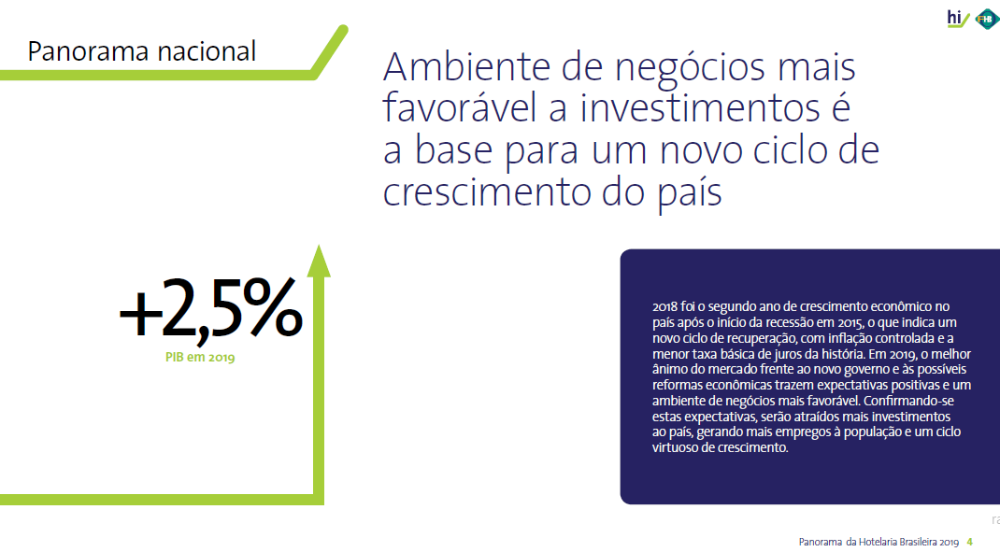 hi
FHB
Panorama nacional
Ambiente de negócios mais
favorável a investimentos é
a base para um novo ciclo de
crescimento do país
+2,5%
PIB em 2019
2018 foi o segundo ano de crescimento econômico no
país após o início da recessão em 2015, o que indica um
novo ciclo de recuperação, com inflação controlada e a
menor taxa básica de juros da história. Em 2019, o melhor
ânimo do mercado frente ao novo governo e às possíveis
reformas econômicas trazem expectativas positivas e um
ambiente de negócios mais favorável. Confirmando-se
estas expectativas, serão atraídos mais investimentos
ao país, gerando mais empregos à população e um ciclo
virtuoso de crescimento.
ra
Panorama da Hotelaria Brasileira 2019 4